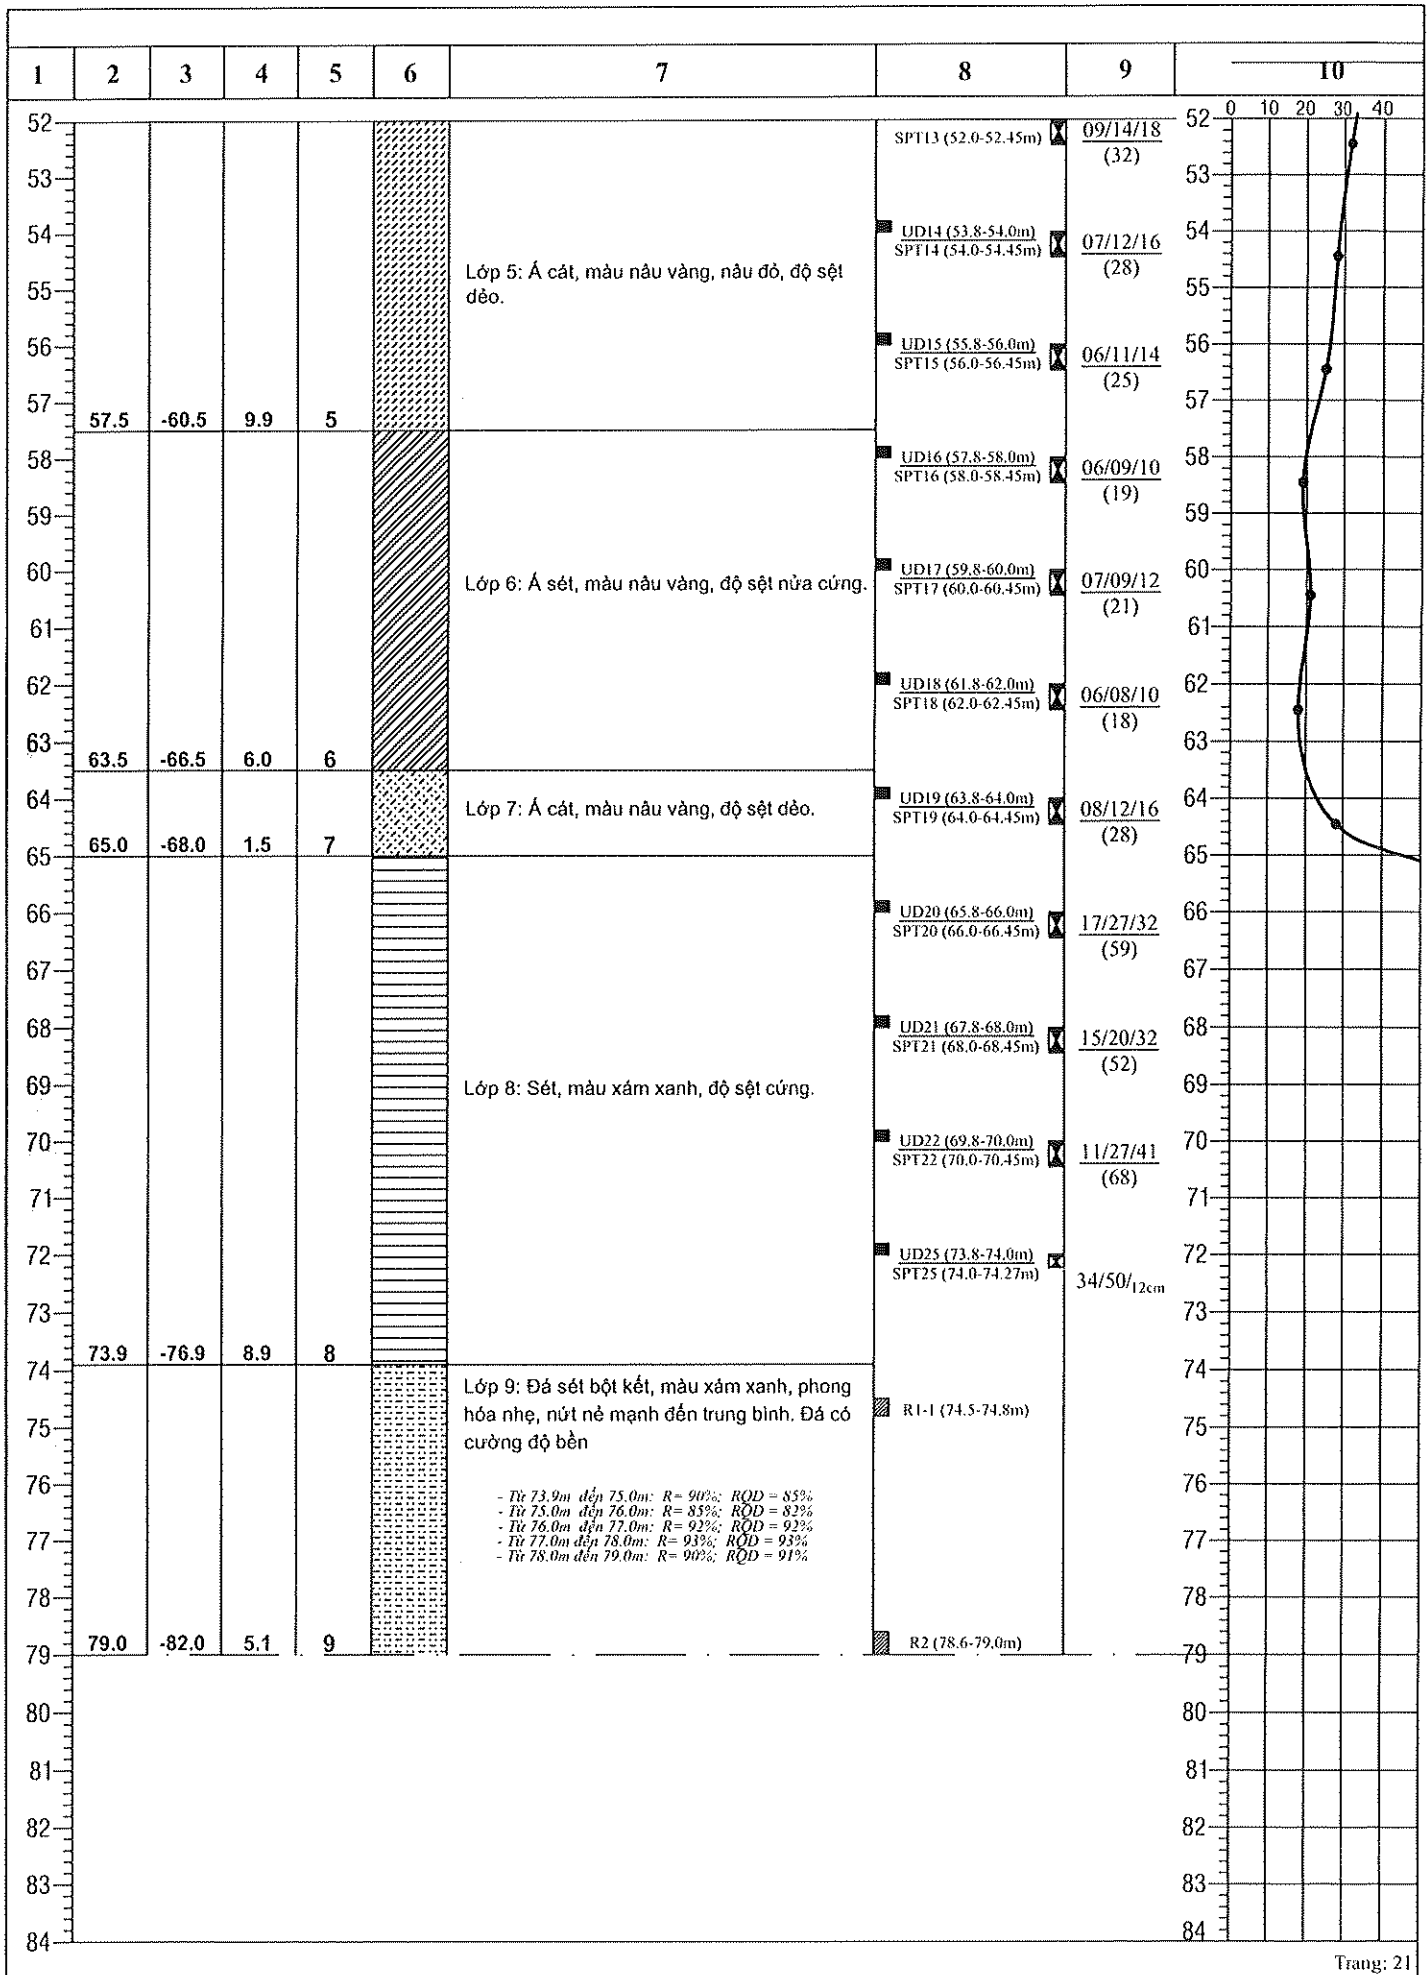 1 2 3 4 5 6 7 8 9 10
0 10 20 30 40
52 SPT13 (52.0-52.45m) 09/14/18 52
(32)
53 53
54 UD14 (53.8-54.0m) 54
SPT14 (54.0-54.45m) 07/12/16
(28)
Lớp 5: Á cát, màu nâu vàng, nâu đỏ, độ sệt
dẻo.
55 55
56 UD15 (55.8-56.0m) 56
SPT15 (56.0-56.45m) 06/11/14
(25)
57 57
57.5 -60.5 9.9 5
58 UD16 (57.8-58.0m) 58
SPT16 (58.0-58.45m) 06/09/10
(19)
59 59
60 UD17 (59.8-60.0m) 60
Lớp 6: Á sét, màu nâu vàng, độ sệt nửa cứng. SPT17 (60.0-60.45m) 07/09/12
(21)
61 61
62 UD18 (61.8-62.0m) 62
SPT18 (62.0-62.45m) 06/08/10
(18)
63 63
63.5 -66.5 6.0 6
64 UD19 (63.8-64.0m) 64
Lớp 7: Á cát, màu nâu vàng, độ sệt dẻo. SPT19 (64.0-64.45m) 08/12/16
(28)
65.0 -68.0 1.5 7
65 65
66 UD20 (65.8-66.0m) 66
SPT20 (66.0-66.45m) 17/27/32
(59)
67 67
68 UD21 (67.8-68.0m) 68
SPT21 (68.0-68.45m) 15/20/32
(52)
69 Lớp 8: Sét, màu xám xanh, độ sệt cứng. 69
70 UD22 (69.8-70.0m) 70
SPT22 (70.0-70.45m) 11/27/41
(68)
71 71
72 UD25 (73.8-74.0m) 72
SPT25 (74.0-74.27m) 34/50/12cm
73 73
73.9 -76.9 8.9 8
74 74
Lớp 9: Đá sét bột kết, màu xám xanh, phong
hóa nhẹ, nứt nẻ mạnh đến trung bình. Đá có
cường độ bền
R1-1 (74.5-74.8m)
75 75
76 76
- Từ 73.9m đến 75.0m: R= 90%; RQD = 85%
- Từ 75.0m đến 76.0m: R= 85%; RQD = 82%
- Từ 76.0m đến 77.0m: R= 92%; RQD = 92%
- Từ 77.0m đến 78.0m: R= 93%; RQD = 93%
- Từ 78.0m đến 79.0m: R= 90%; RQD = 91%
77 77
78 78
79.0 -82.0 5.1 9 R2 (78.6-79.0m)
79 79
80 80
81 81
82 82
83 83
84 84
Trang: 21